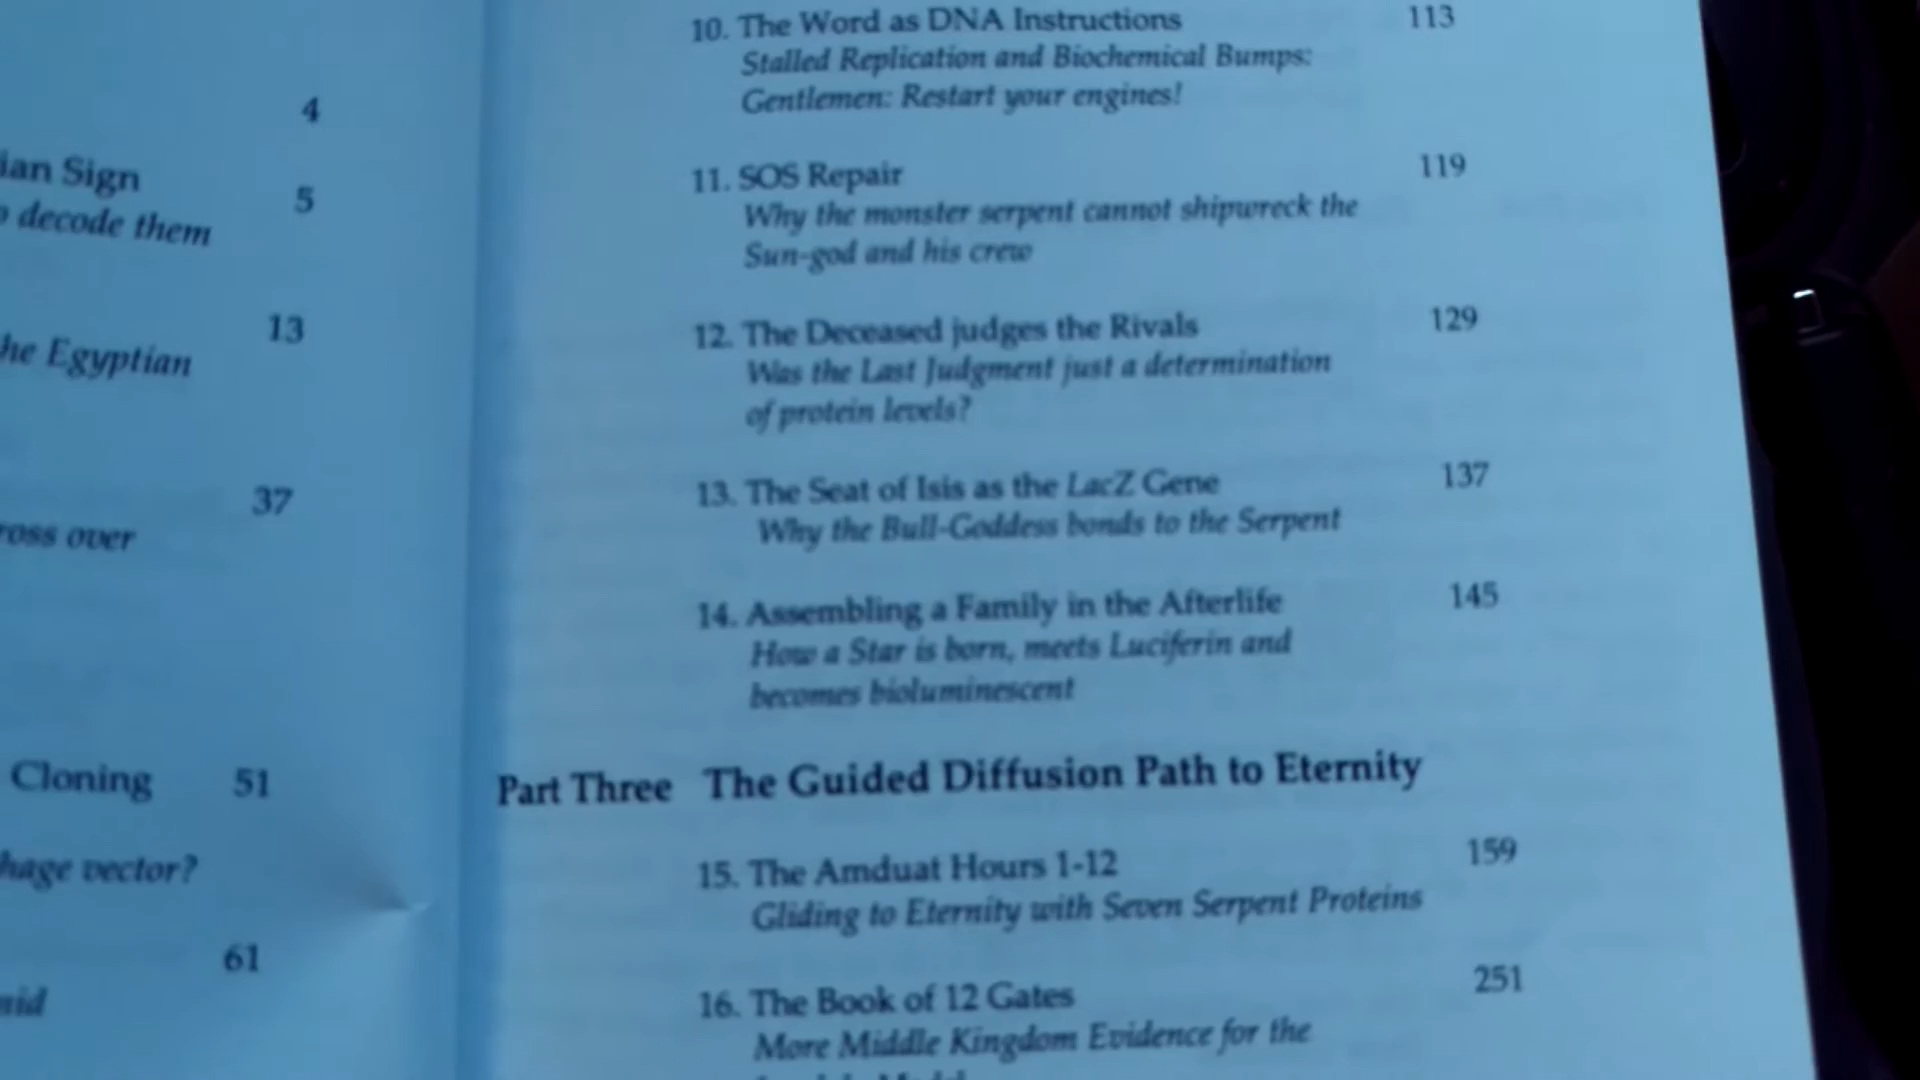 4
ian Sign
5
decode them
13
he Egyptian
37
ross over
Cloning 51
hage vector?
61
10. The Word as DNA Instructions 113
Stalled Replication and Biochemical Bumps:
Gentlemen: Restart your engines!
11. SOS Repair 119
Why the monster serpent cannot shipwreck the
Sun-god and his crew
12. The Deceased judges the Rivals 129
Was the Last Judgment just a determination
of protein levels?
13. The Seat of Isis as the LacZ Gene 137
Why the Bull-Goddess bonds to the Serpent
14. Assembling a Family in the Afterlife 145
How a Star is born, meets Luciferin and
becomes bioluminescent
Part Three The Guided Diffusion Path to Eternity
15. The Amduat Hours 1-12 159
Gliding to Eternity with Seven Serpent Proteins
16. The Book of 12 Gates 251
More Middle Kingdom Evidence for the